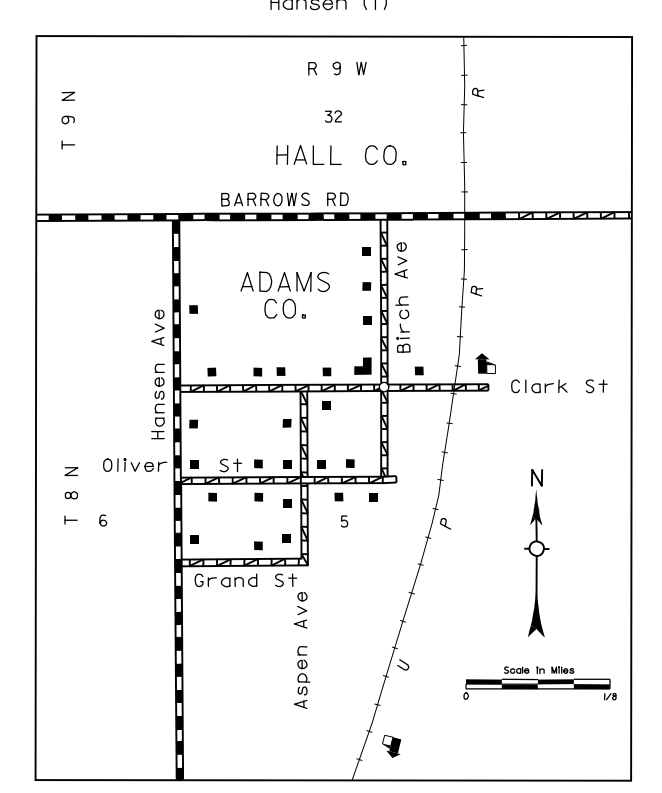 Hansen (1)
R 9 W
T 9 N
R
32
HALL CO.
BARROWS RD
ADAMS
CO.
Birch Ave
R
Hansen Ave
Clark St
Oliver St
T 8 N
6
5
P
N
Grand St
Aspen Ave
U
Scale in Miles
0 1/8